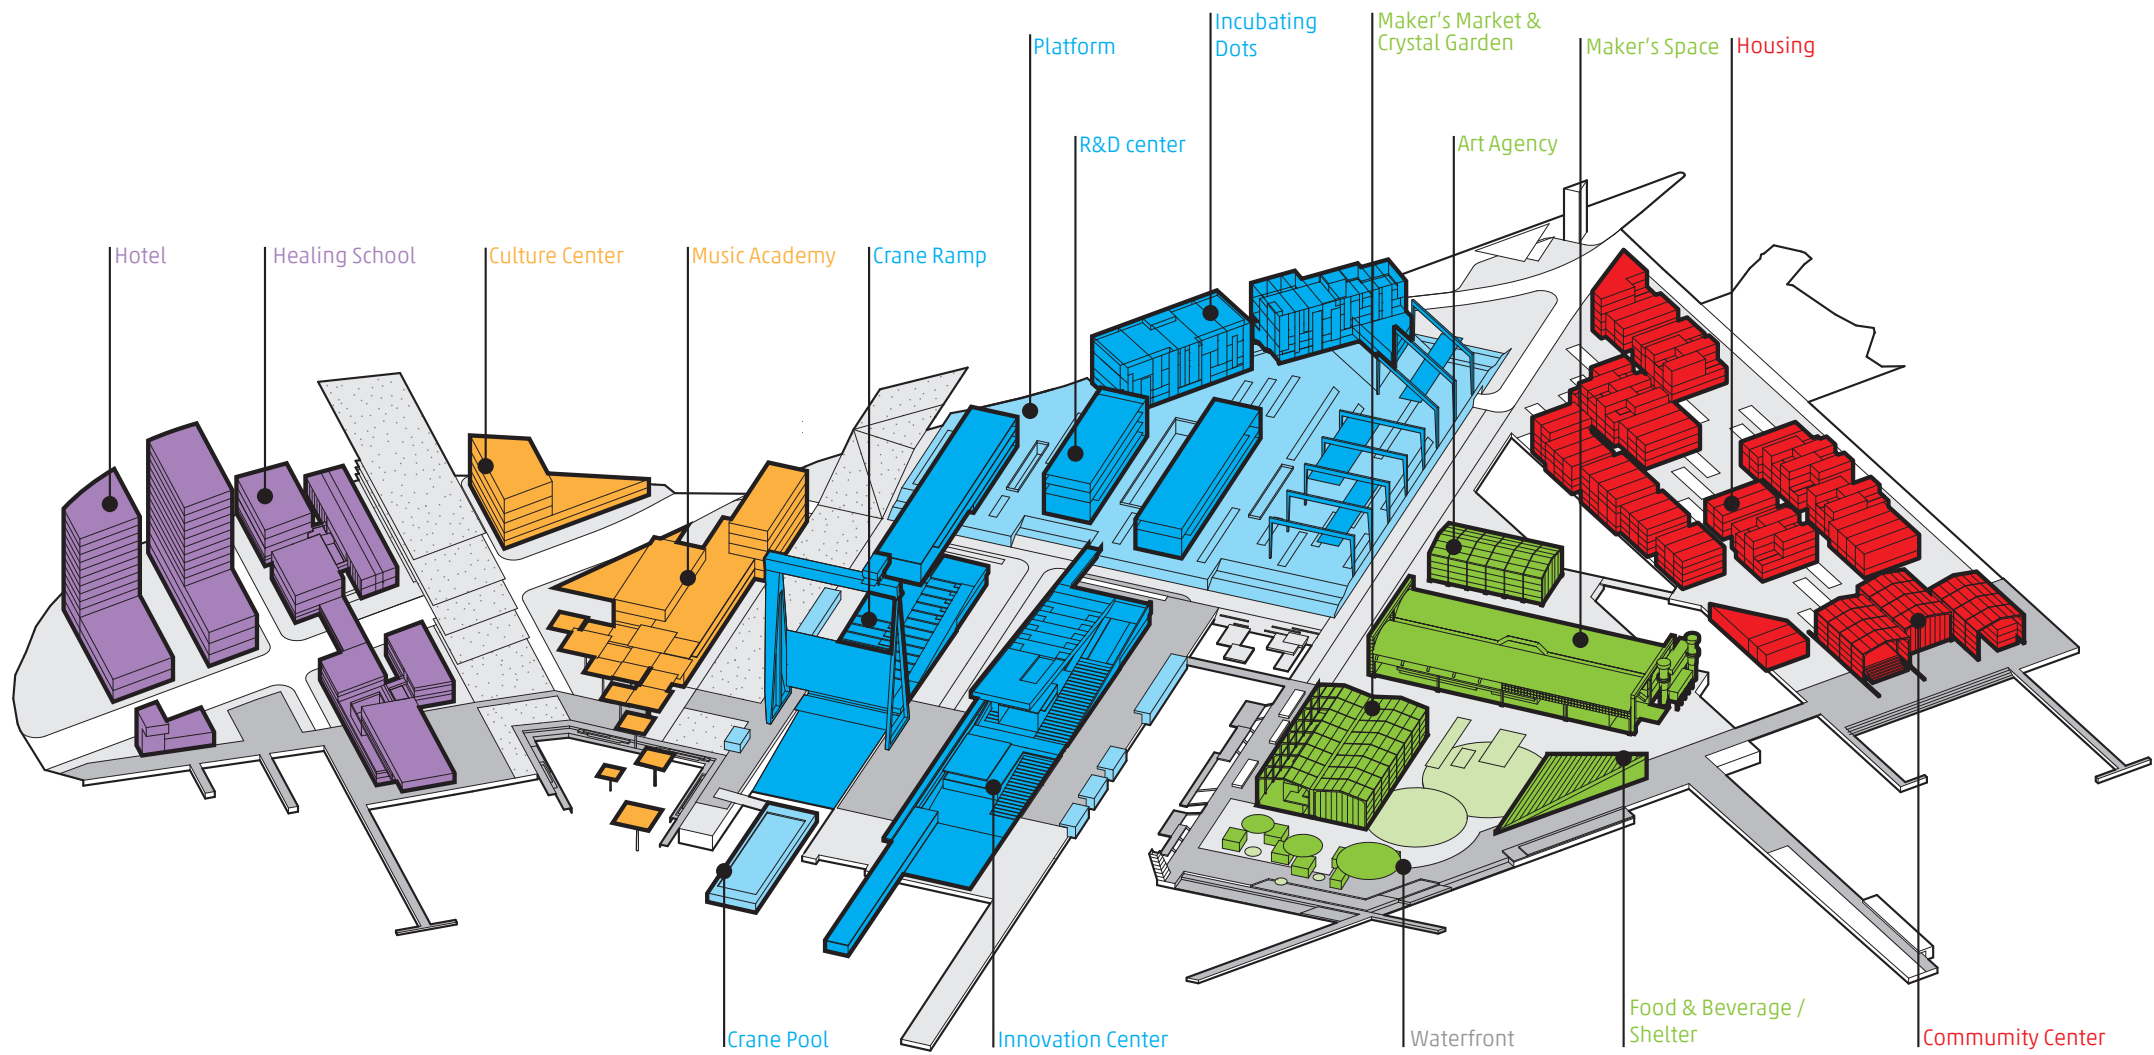 Incubating
Dots
Maker's Market &
Crystal Garden
Platform
Maker's Space
Housing
R&D center
Art Agency
Hotel
Healing School
Culture Center
Music Academy
Crane Ramp
Crane Pool
Innovation Center
Waterfront
Food & Beverage /
Shelter
Commuity Center